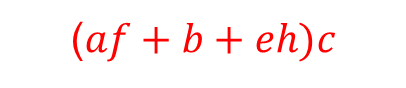 (af + b + eh)c